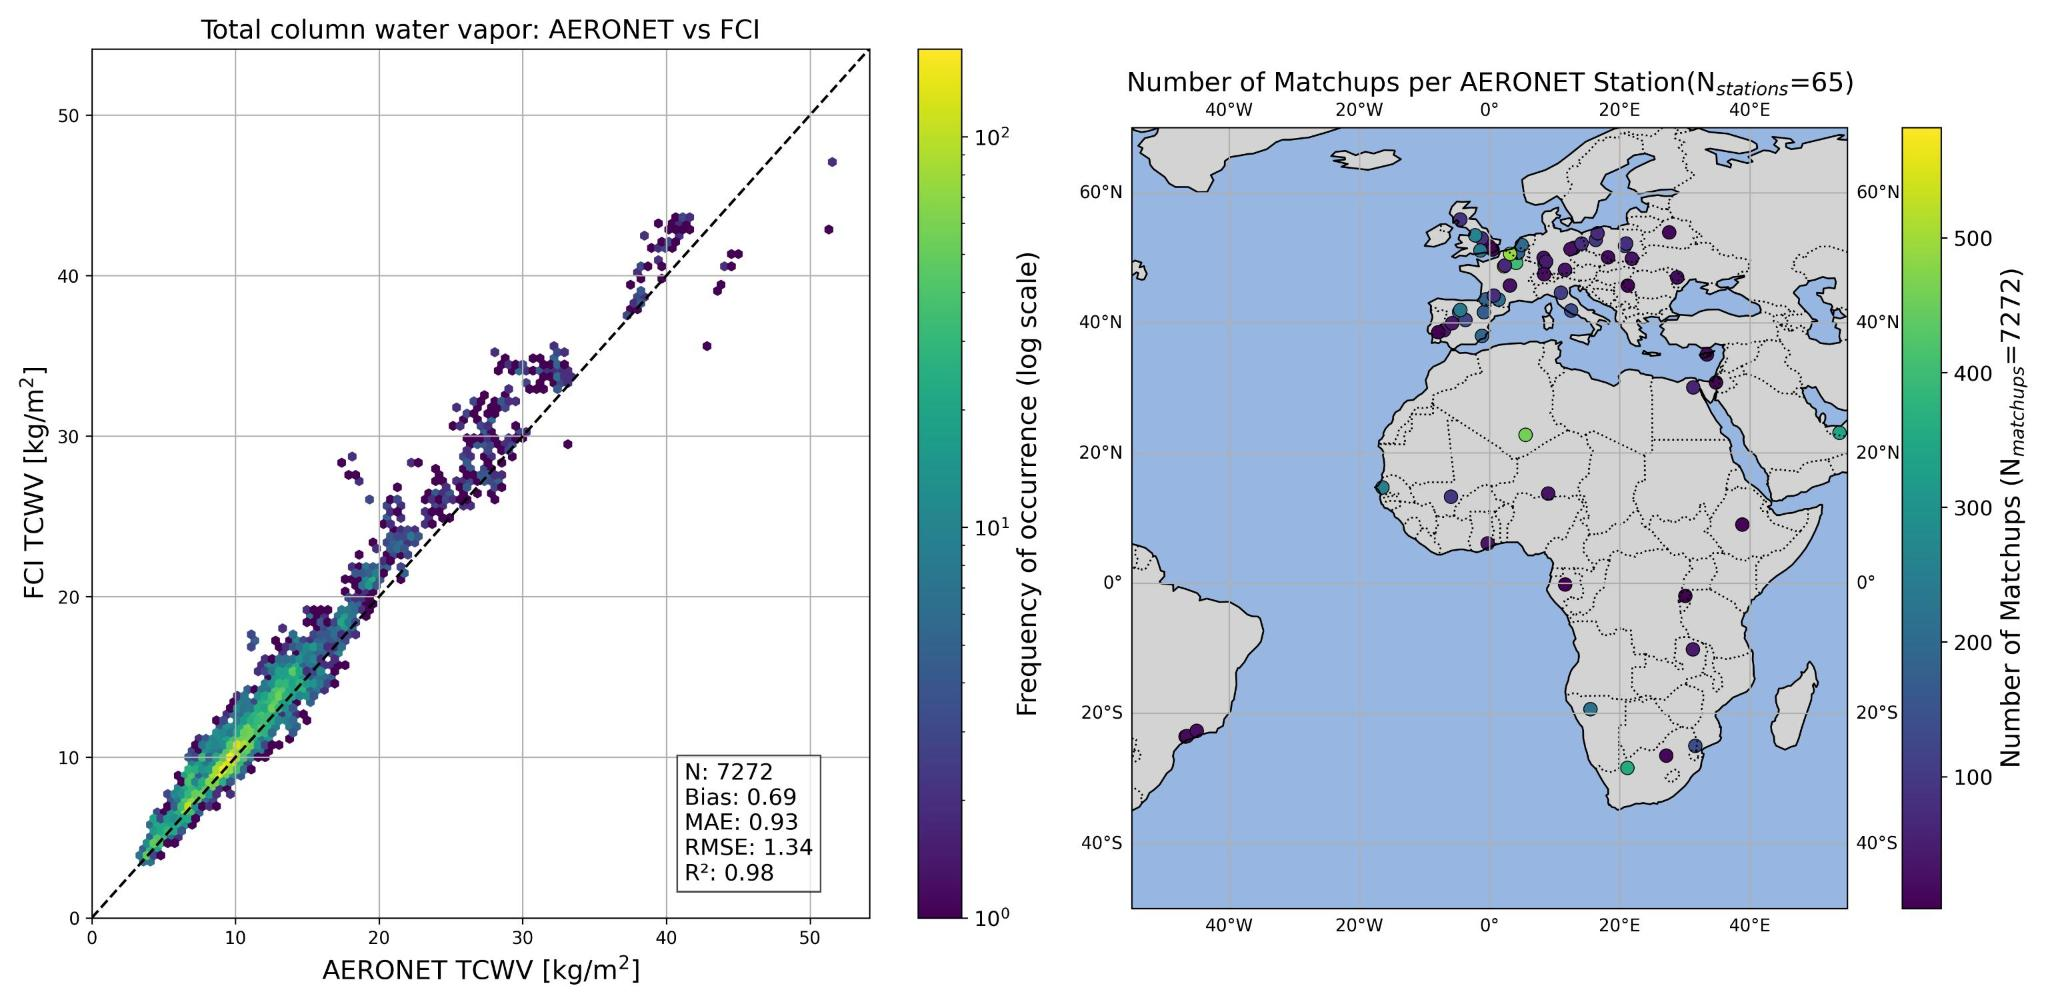 Total column water vapor: AERONET vs FCI
50
40
30
20
10
0
FCI TCWV [kg/m²]
0 10 20 30 40 50
AERONET TCWV [kg/m²]
N: 7272
Bias: 0.69
MAE: 0.93
RMSE: 1.34
R²: 0.98
10²
10¹
10⁰
Frequency of occurrence (log scale)
Number of Matchups per AERONET Station(Nstations=65)
40°W 20°W 0° 20°E 40°E
60°N 60°N
40°N 40°N
20°N 20°N
0° 0°
20°S 20°S
40°S 40°S
40°W 20°W 0° 20°E 40°E
500
400
300
200
100
Number of Matchups (Nmatchups=7272)